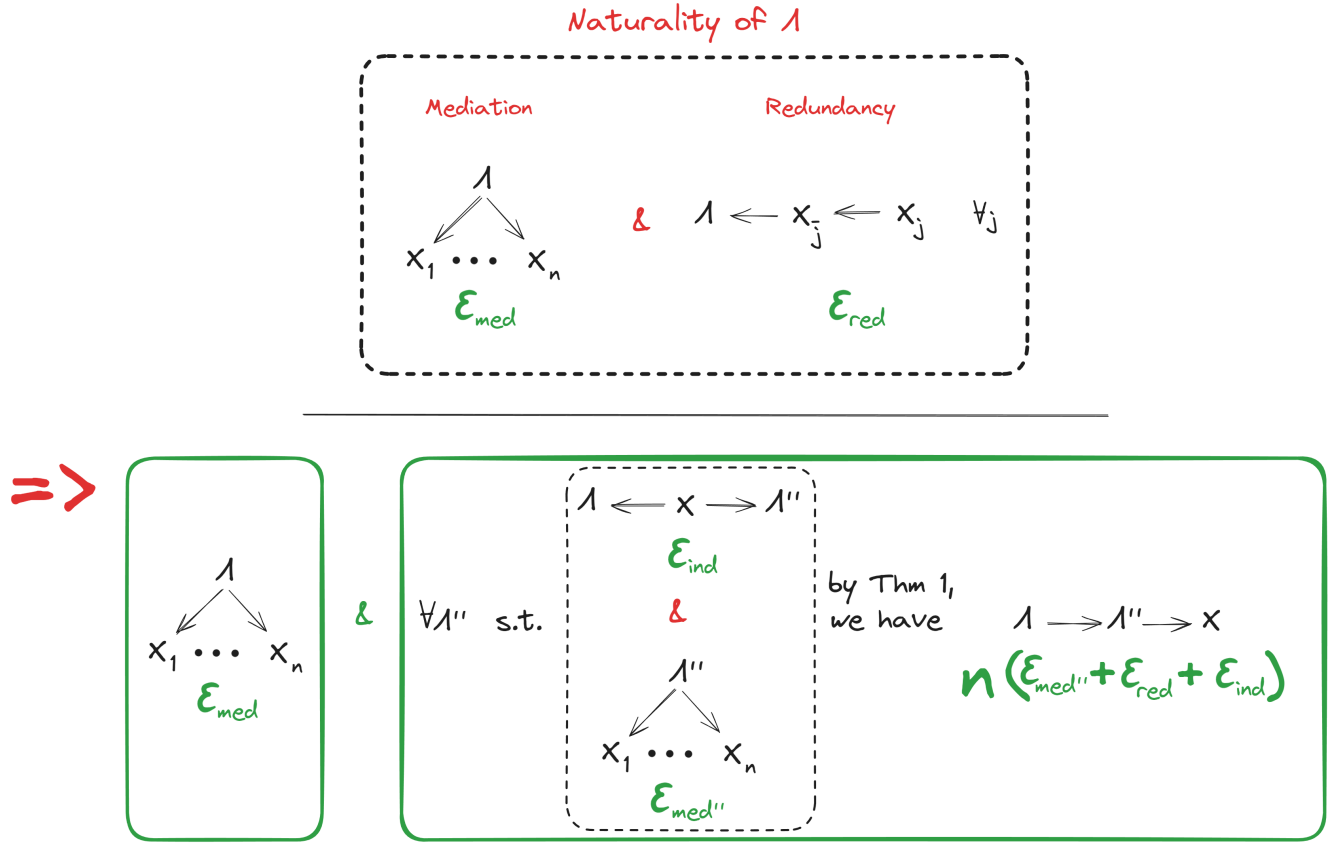 Naturality of Λ
Mediation
Redundancy
Λ
X₁ ••• Xₙ
ε_med
&
Λ ← X_j̄ ← X_j ∀j
ε_red
=>
Λ
X₁ ••• Xₙ
ε_med
&
∀Λ'' s.t.
Λ ← X → Λ''
ε_ind
&
Λ''
X₁ ••• Xₙ
ε_med''
by Thm 1,
we have
Λ → Λ'' → X
n(ε_med'' + ε_red + ε_ind)